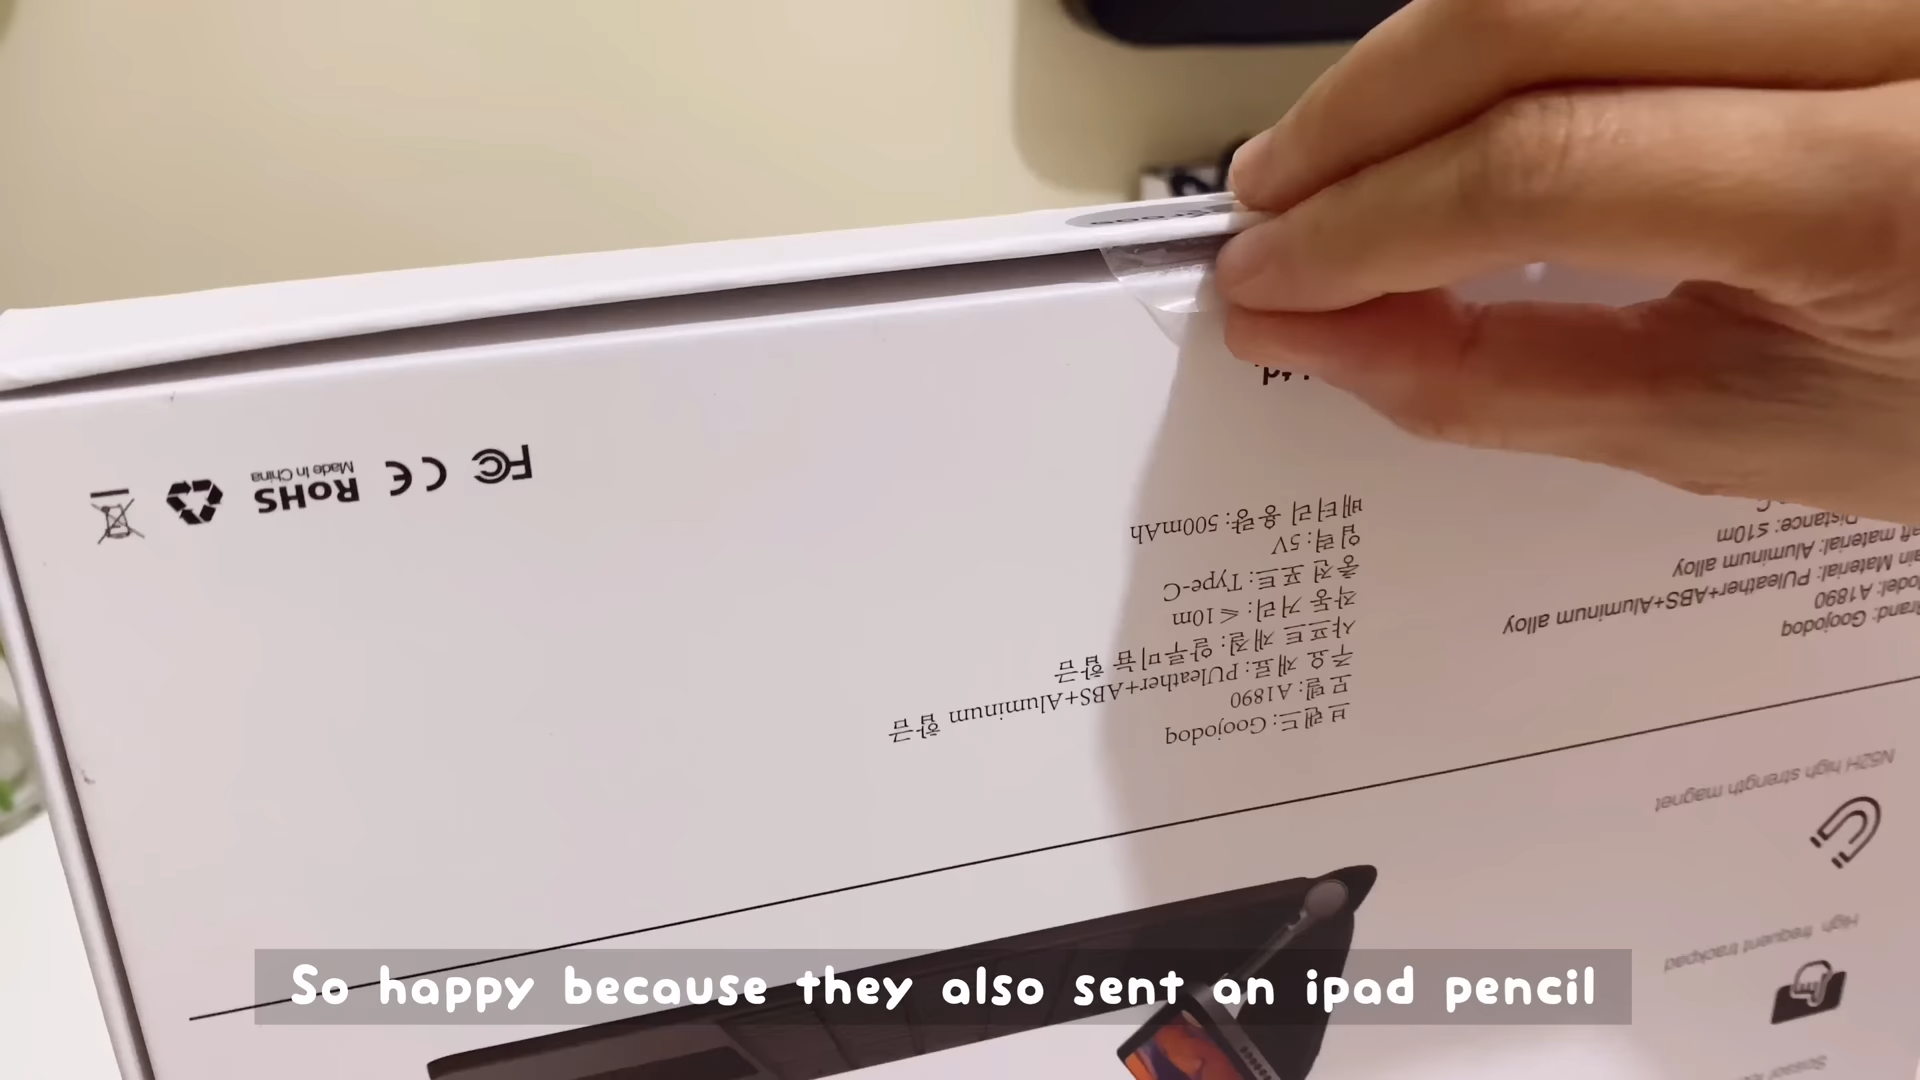 So happy because they also sent an ipad pencil
N52H high strength magnet
High frequent trackpad
브랜드: Goojodoq
모델: A1890
주요 재료: PUleather+ABS+Aluminum 합금
샤프트 재질: 알루미늄 합금
작동 거리: ≤10m
충전 포트: Type-C
입력: 5V
배터리 용량: 500mAh
Goojodoq
A1890
Material: PUleather+ABS+Aluminum alloy
material: Aluminum alloy
Distance: ≤10m
FC CE RoHS
Made In China